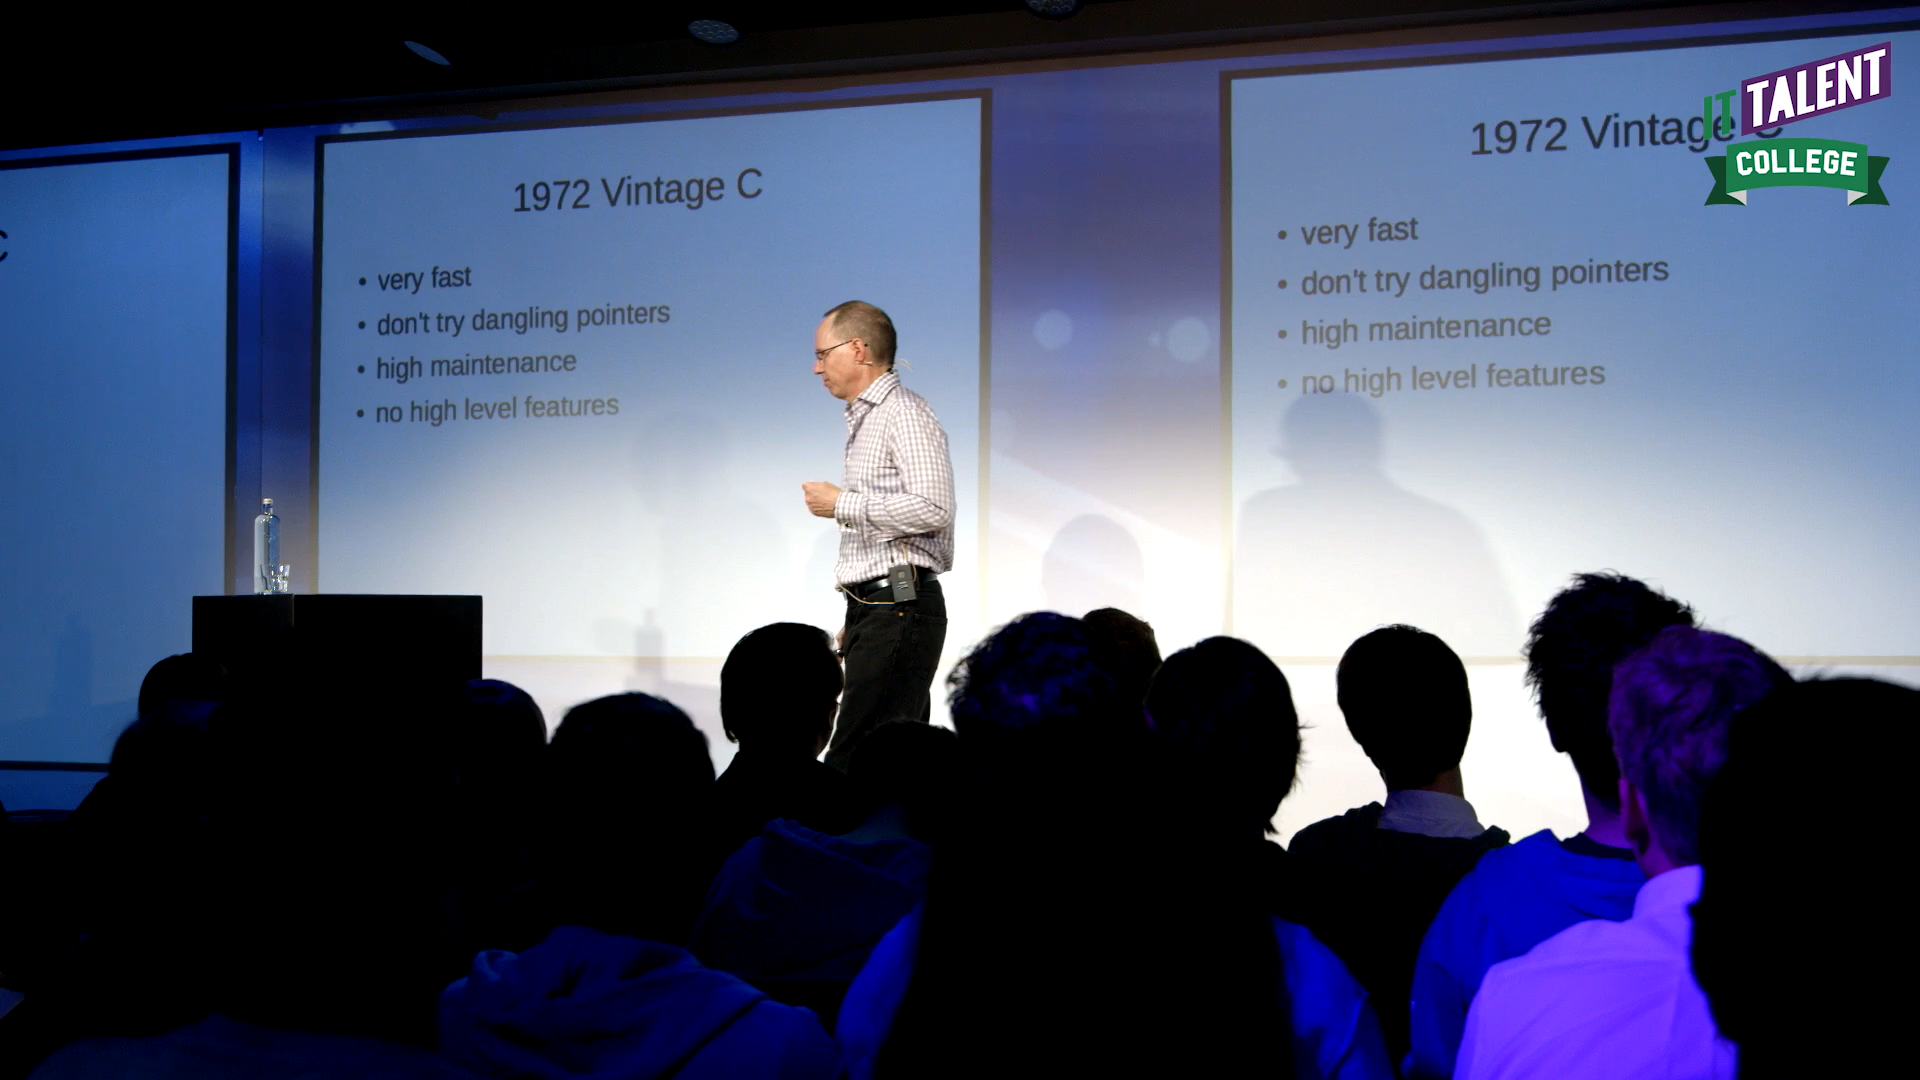 1972 Vintage C
• very fast
• don't try dangling pointers
• high maintenance
• no high level features
1972 Vintage C
• very fast
• don't try dangling pointers
• high maintenance
• no high level features
IT TALENT
COLLEGE
C